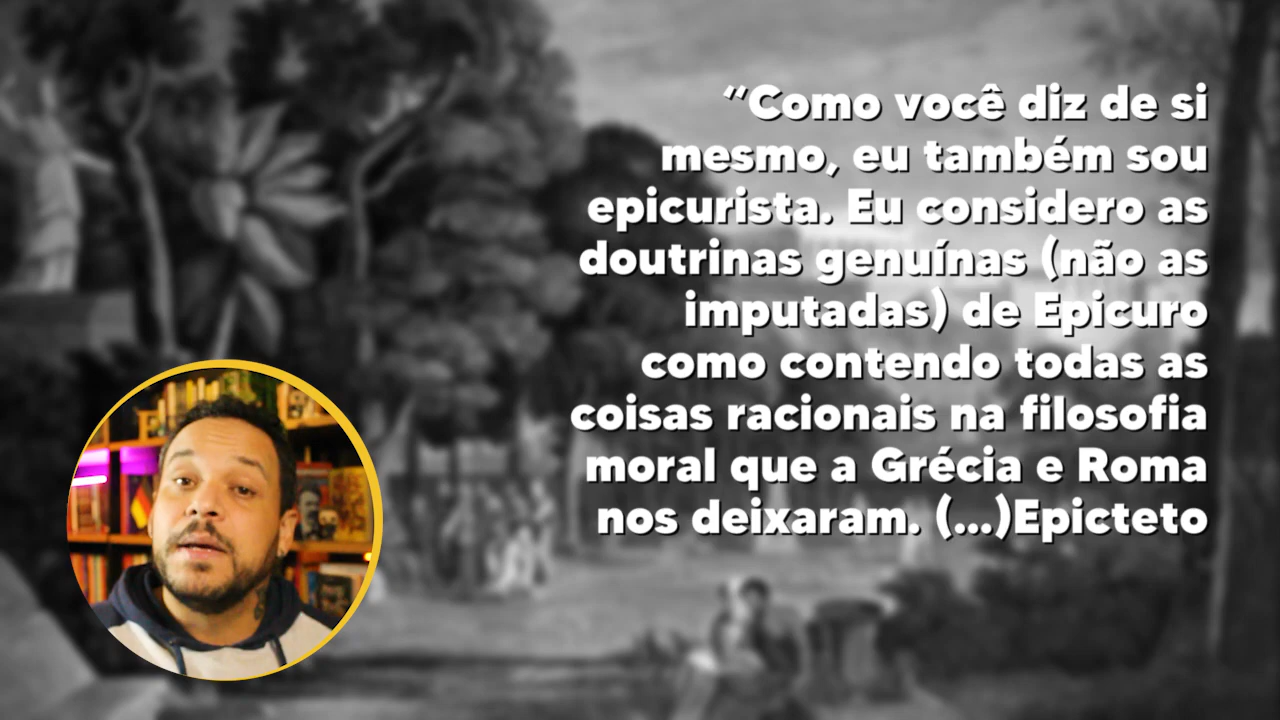 “Como você diz de si
mesmo, eu também sou
epicurista. Eu considero as
doutrinas genuínas (não as
imputadas) de Epicuro
como contendo todas as
coisas racionais na filosofia
moral que a Grécia e Roma
nos deixaram. (...)Epicteto